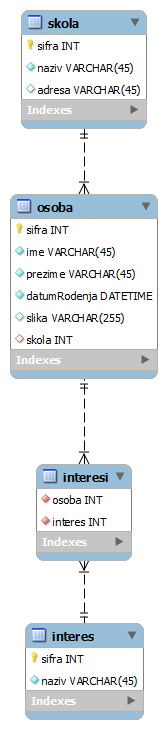 skola
sifra INT
naziv VARCHAR(45)
adresa VARCHAR(45)
Indexes
osoba
sifra INT
ime VARCHAR(45)
prezime VARCHAR(45)
datumRodenja DATETIME
slika VARCHAR(255)
skola INT
Indexes
interesi
osoba INT
interes INT
Indexes
interes
sifra INT
naziv VARCHAR(45)
Indexes